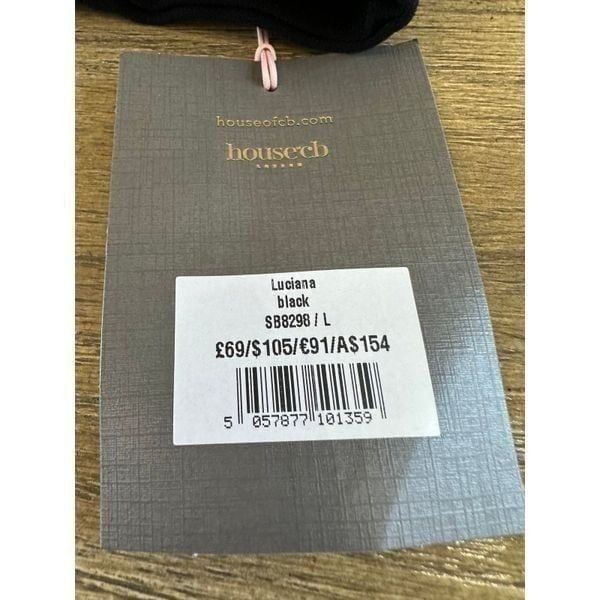 houseofcb.com
housecb
LONDON
Luciana
black
SB8298 / L
£69/$105/€91/A$154
5 057877 101359